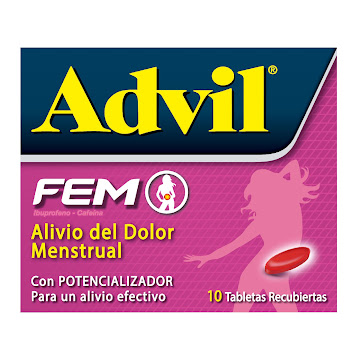 Advil®
FEM
Ibuprofeno - Cafeína
Alivio del Dolor
Menstrual
Con POTENCIALIZADOR
Para un alivio efectivo
10 Tabletas Recubiertas